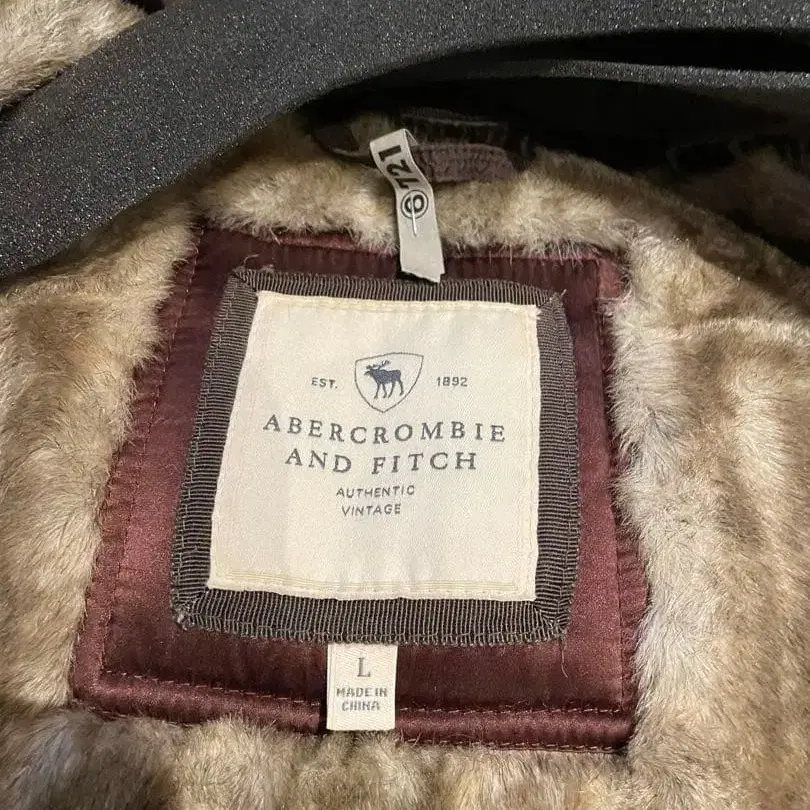 6721
EST. 1892
ABERCROMBIE
AND FITCH
AUTHENTIC
VINTAGE
L
MADE IN
CHINA